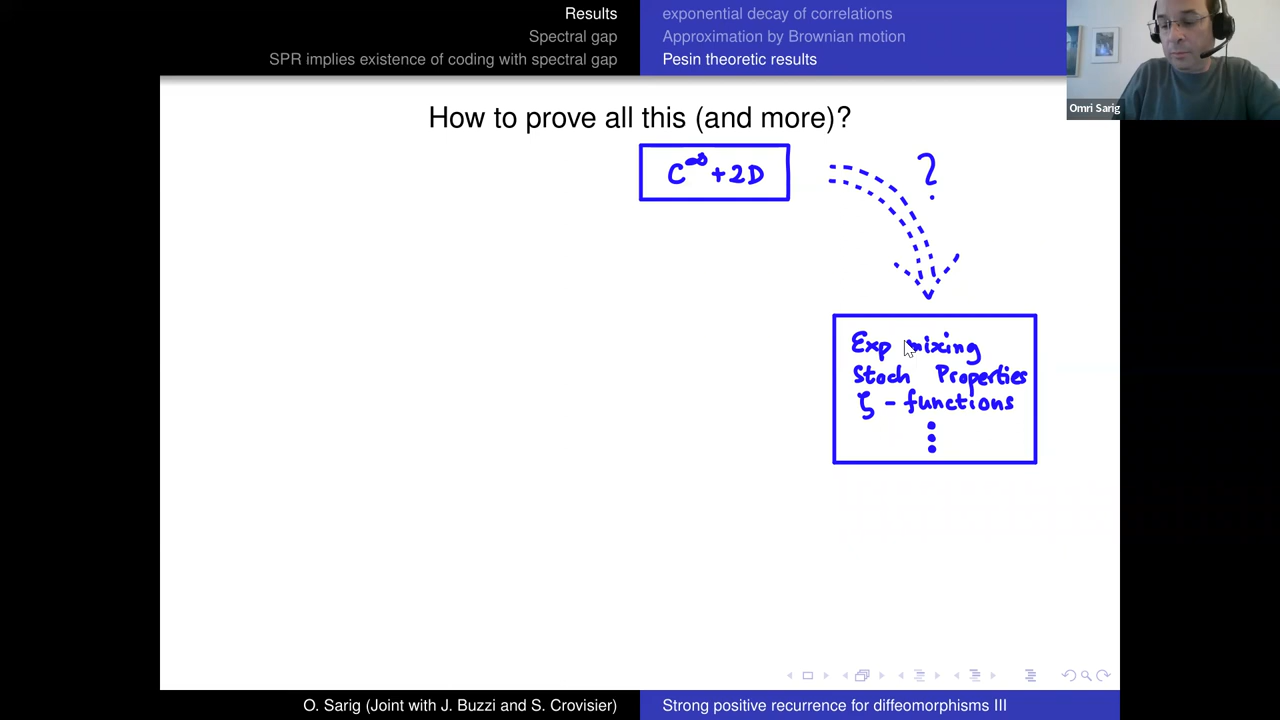 Results
Spectral gap
SPR implies existence of coding with spectral gap
exponential decay of correlations
Approximation by Brownian motion
Pesin theoretic results
Omri Sarig
How to prove all this (and more)?
C^∞ + 2D
?
Exp mixing
Stoch Properties
ζ - functions
⋮
O. Sarig (Joint with J. Buzzi and S. Crovisier)
Strong positive recurrence for diffeomorphisms III